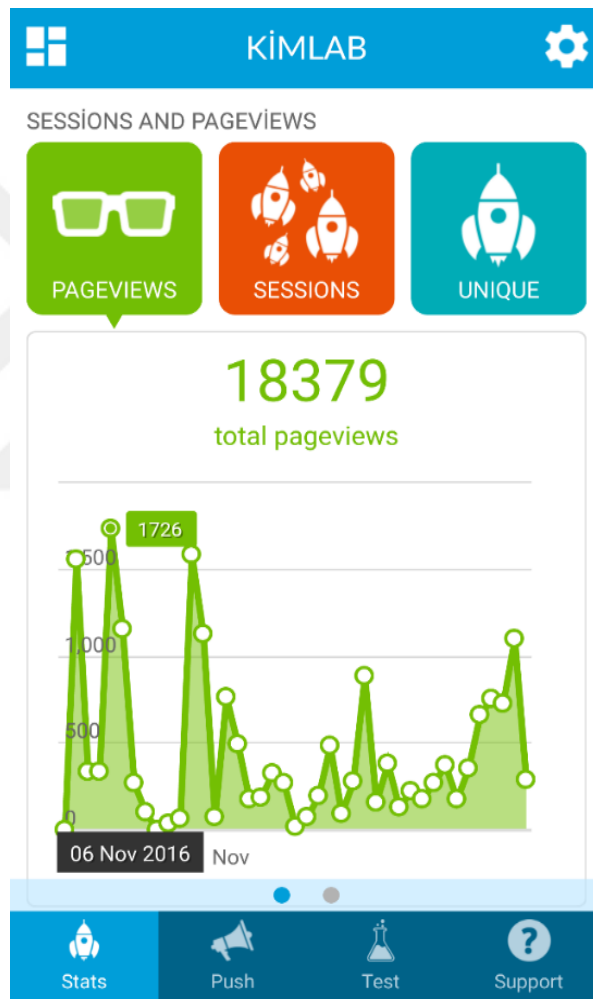 KİMLAB
SESSİONS AND PAGEVİEWS
PAGEVIEWS
SESSIONS
UNIQUE
18379
total pageviews
1726
1,500
1,000
500
0
06 Nov 2016
Nov
Stats
Push
Test
Support